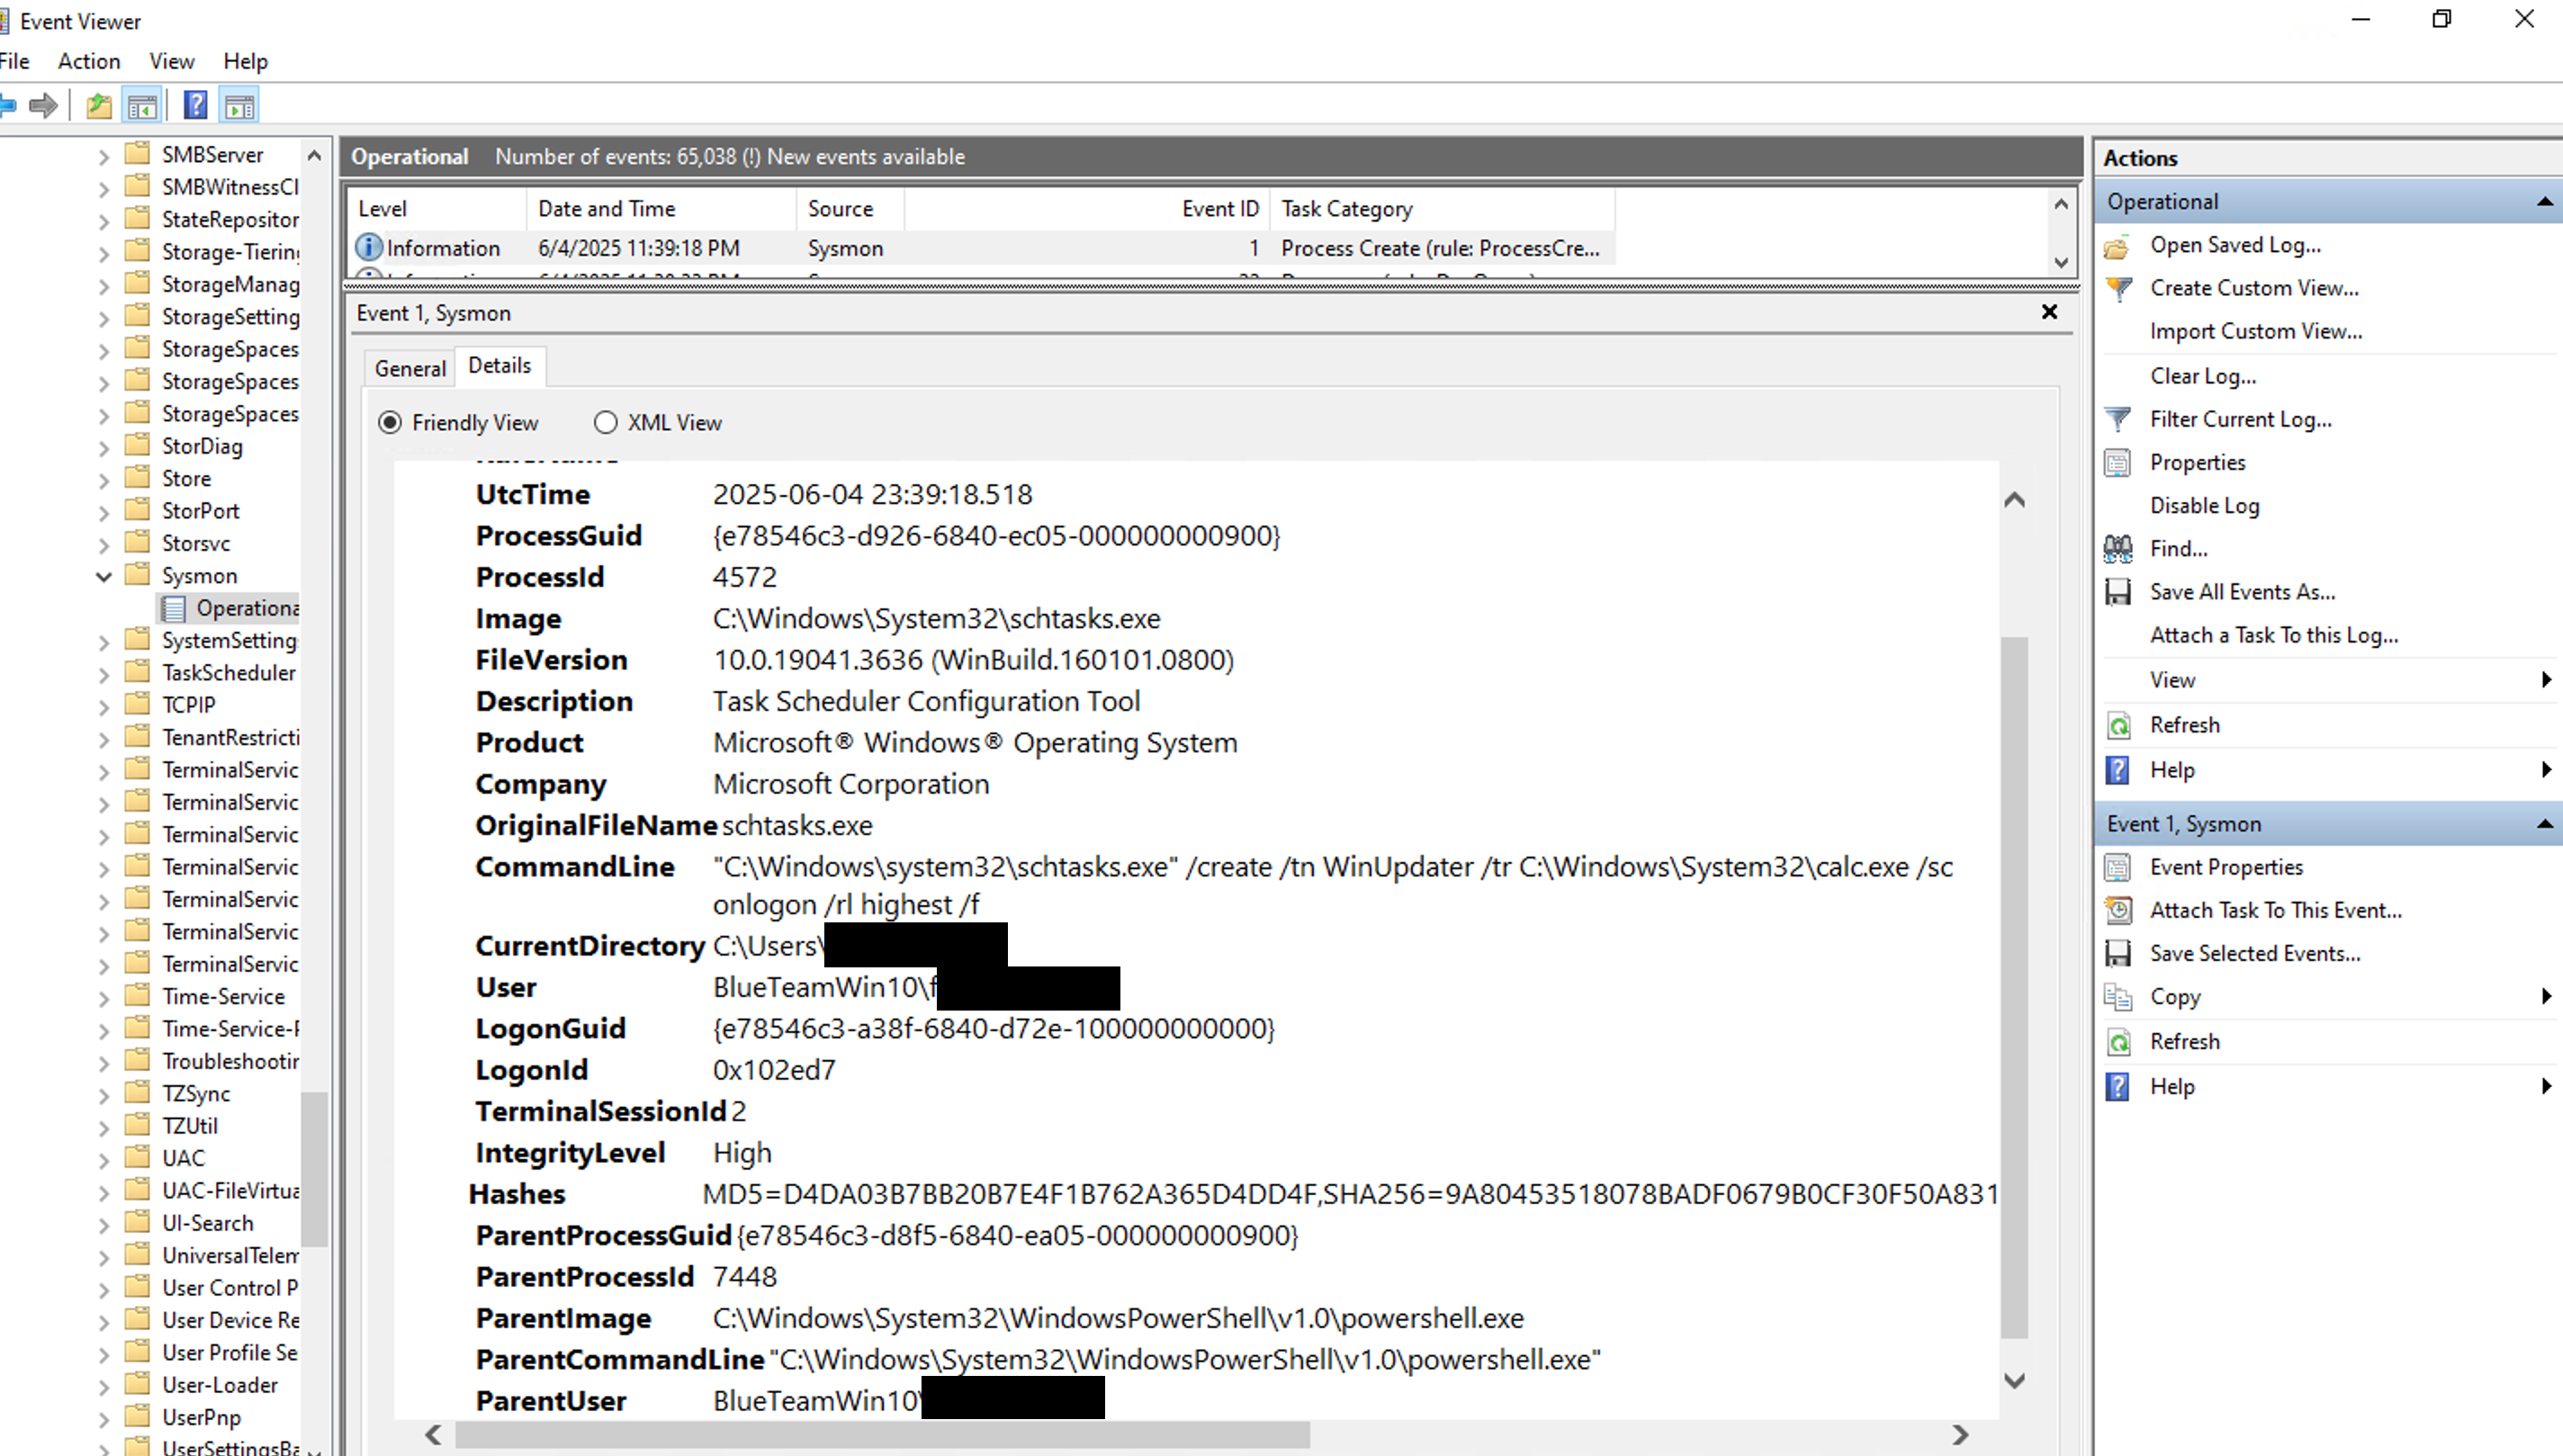 Event Viewer
File Action View Help
SMBServer
SMBWitnessCl
StateRepositor
Storage-Tiering
StorageManag
StorageSetting
StorageSpaces
StorageSpaces
StorageSpaces
StorDiag
Store
StorPort
Storsvc
Sysmon
Operationa
SystemSetting
TaskScheduler
TCPIP
TenantRestricti
TerminalServic
TerminalServic
TerminalServic
TerminalServic
TerminalServic
TerminalServic
TerminalServic
Time-Service
Time-Service-P
Troubleshootin
TZSync
TZUtil
UAC
UAC-FileVirtua
UI-Search
UniversalTelem
User Control P
User Device Re
User Profile Se
User-Loader
UserPnp
UserSettingsBa
Operational Number of events: 65,038 (!) New events available
Level Date and Time Source Event ID Task Category
Information 6/4/2025 11:39:18 PM Sysmon 1 Process Create (rule: ProcessCre...
Event 1, Sysmon
General Details
Friendly View XML View
UtcTime 2025-06-04 23:39:18.518
ProcessGuid {e78546c3-d926-6840-ec05-000000000900}
ProcessId 4572
Image C:\Windows\System32\schtasks.exe
FileVersion 10.0.19041.3636 (WinBuild.160101.0800)
Description Task Scheduler Configuration Tool
Product Microsoft® Windows® Operating System
Company Microsoft Corporation
OriginalFileName schtasks.exe
CommandLine "C:\Windows\system32\schtasks.exe" /create /tn WinUpdater /tr C:\Windows\System32\calc.exe /sc
onlogon /rl highest /f
CurrentDirectory C:\Users\
User BlueTeamWin10\f
LogonGuid {e78546c3-a38f-6840-d72e-100000000000}
LogonId 0x102ed7
TerminalSessionId 2
IntegrityLevel High
Hashes MD5=D4DA03B7BB20B7E4F1B762A365D4DD4F,SHA256=9A80453518078BADF0679B0CF30F50A831
ParentProcessGuid {e78546c3-d8f5-6840-ea05-000000000900}
ParentProcessId 7448
ParentImage C:\Windows\System32\WindowsPowerShell\v1.0\powershell.exe
ParentCommandLine "C:\Windows\System32\WindowsPowerShell\v1.0\powershell.exe"
ParentUser BlueTeamWin10\
Actions
Operational
Open Saved Log...
Create Custom View...
Import Custom View...
Clear Log...
Filter Current Log...
Properties
Disable Log
Find...
Save All Events As...
Attach a Task To this Log...
View
Refresh
Help
Event 1, Sysmon
Event Properties
Attach Task To This Event...
Save Selected Events...
Copy
Refresh
Help